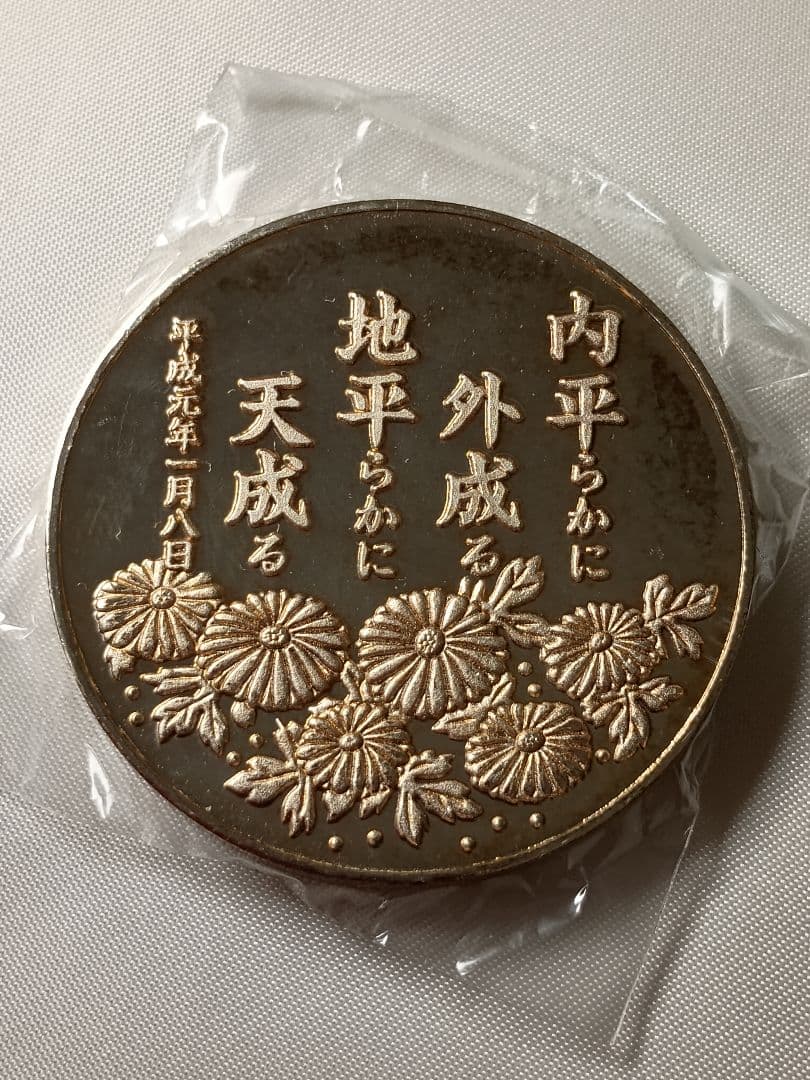 内平らかに
外成る
地平らかに
天成る
平成元年一月八日